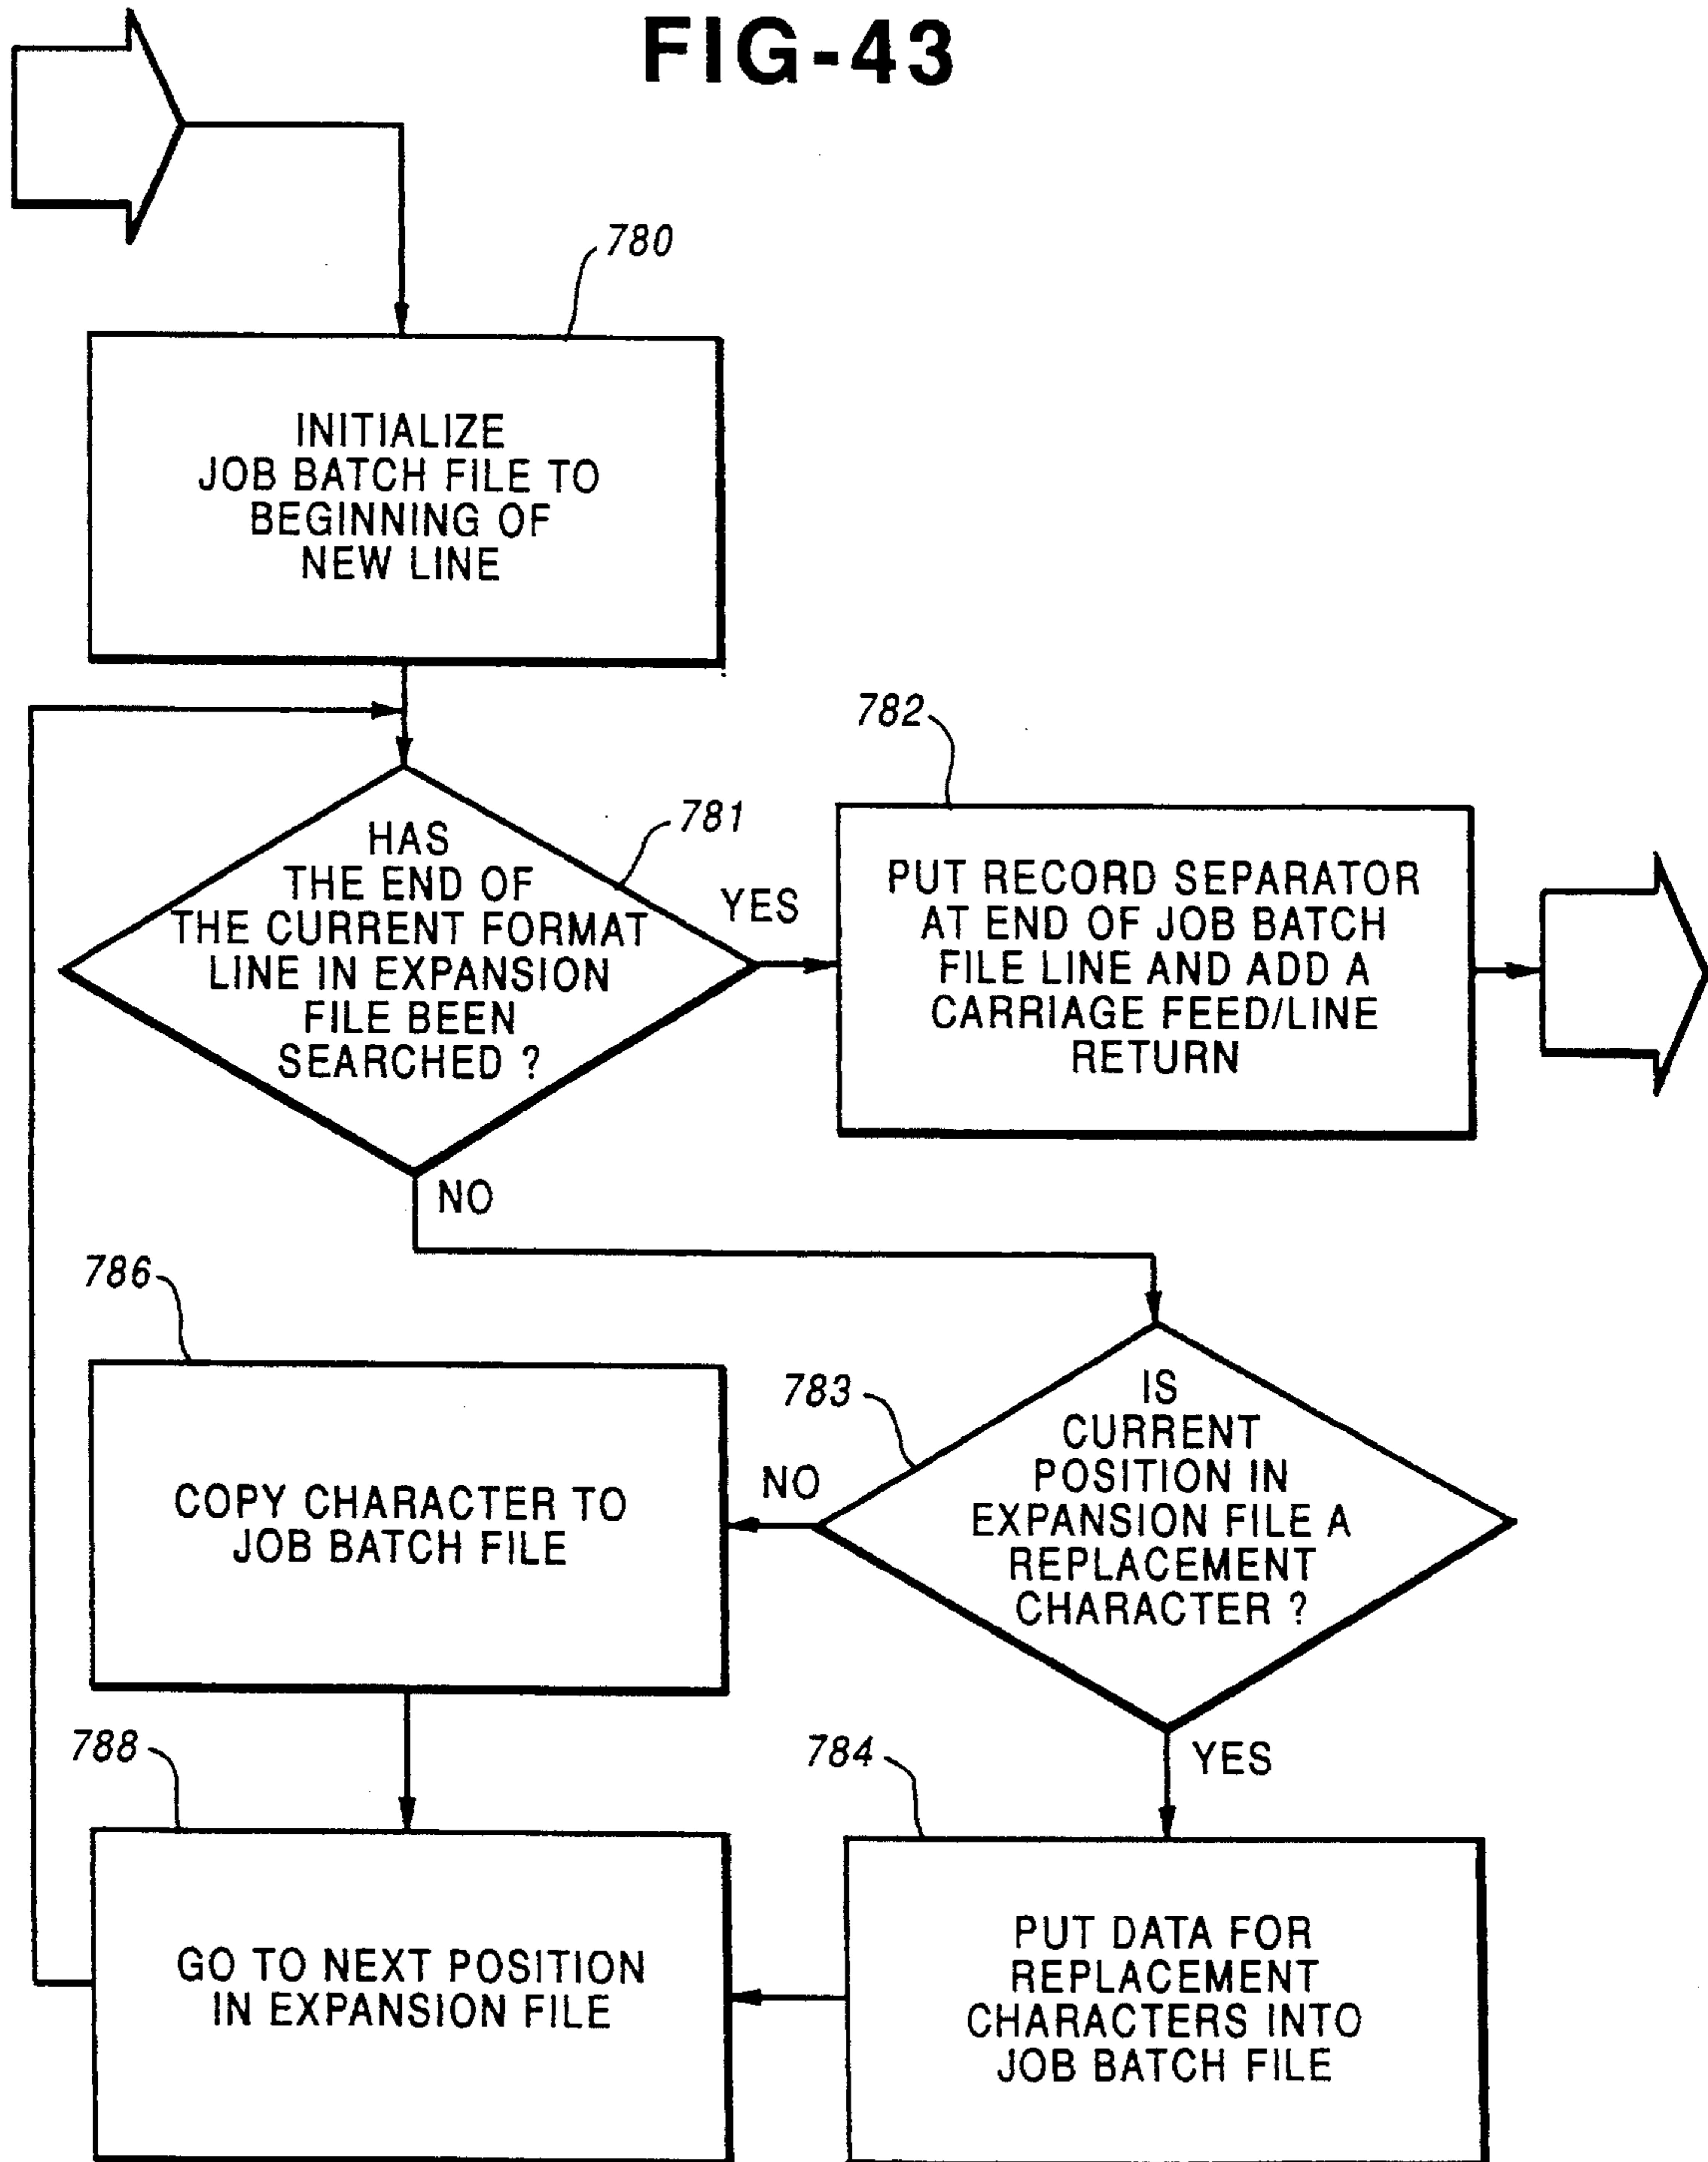 FIG-43
780
INITIALIZE
JOB BATCH FILE TO
BEGINNING OF
NEW LINE
782
781
HAS
THE END OF
THE CURRENT FORMAT
LINE IN EXPANSION
FILE BEEN
SEARCHED ?
YES
PUT RECORD SEPARATOR
AT END OF JOB BATCH
FILE LINE AND ADD A
CARRIAGE FEED/LINE
RETURN
NO
786
783
IS
CURRENT
POSITION IN
EXPANSION FILE A
REPLACEMENT
CHARACTER ?
NO
COPY CHARACTER TO
JOB BATCH FILE
788
784
YES
GO TO NEXT POSITION
IN EXPANSION FILE
PUT DATA FOR
REPLACEMENT
CHARACTERS INTO
JOB BATCH FILE